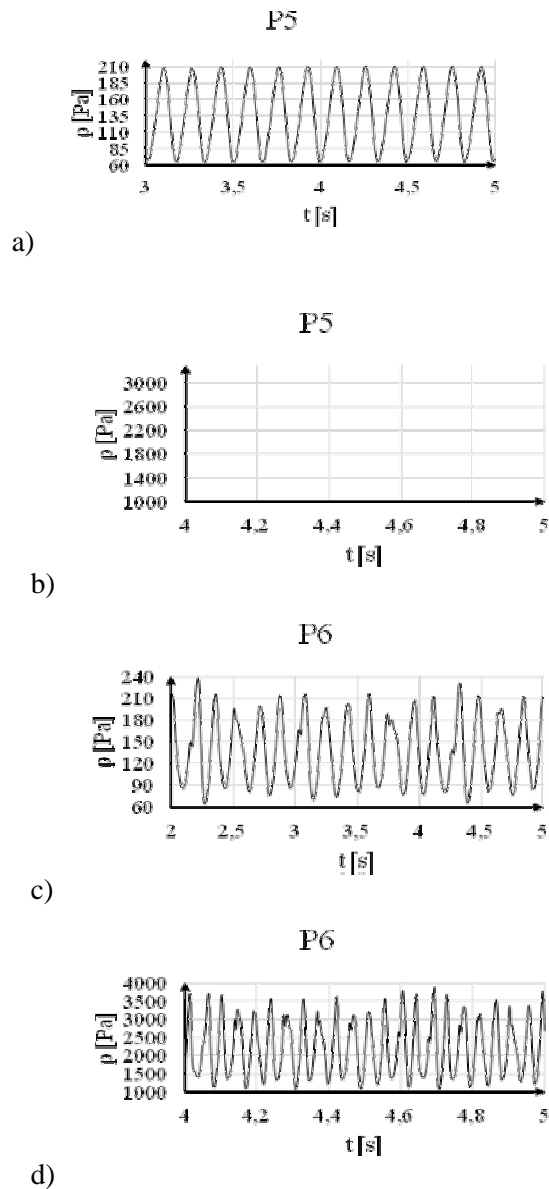 P5
210
185
160
135
110
85
60
p [Pa]
3 3,5 4 4,5 5
t [s]
a)
P5
3000
2600
2200
1800
1400
1000
p [Pa]
4 4,2 4,4 4,6 4,8 5
t [s]
b)
P6
240
210
180
150
120
90
60
p [Pa]
2 2,5 3 3,5 4 4,5 5
t [s]
c)
P6
4000
3500
3000
2500
2000
1500
1000
p [Pa]
4 4,2 4,4 4,6 4,8 5
t [s]
d)